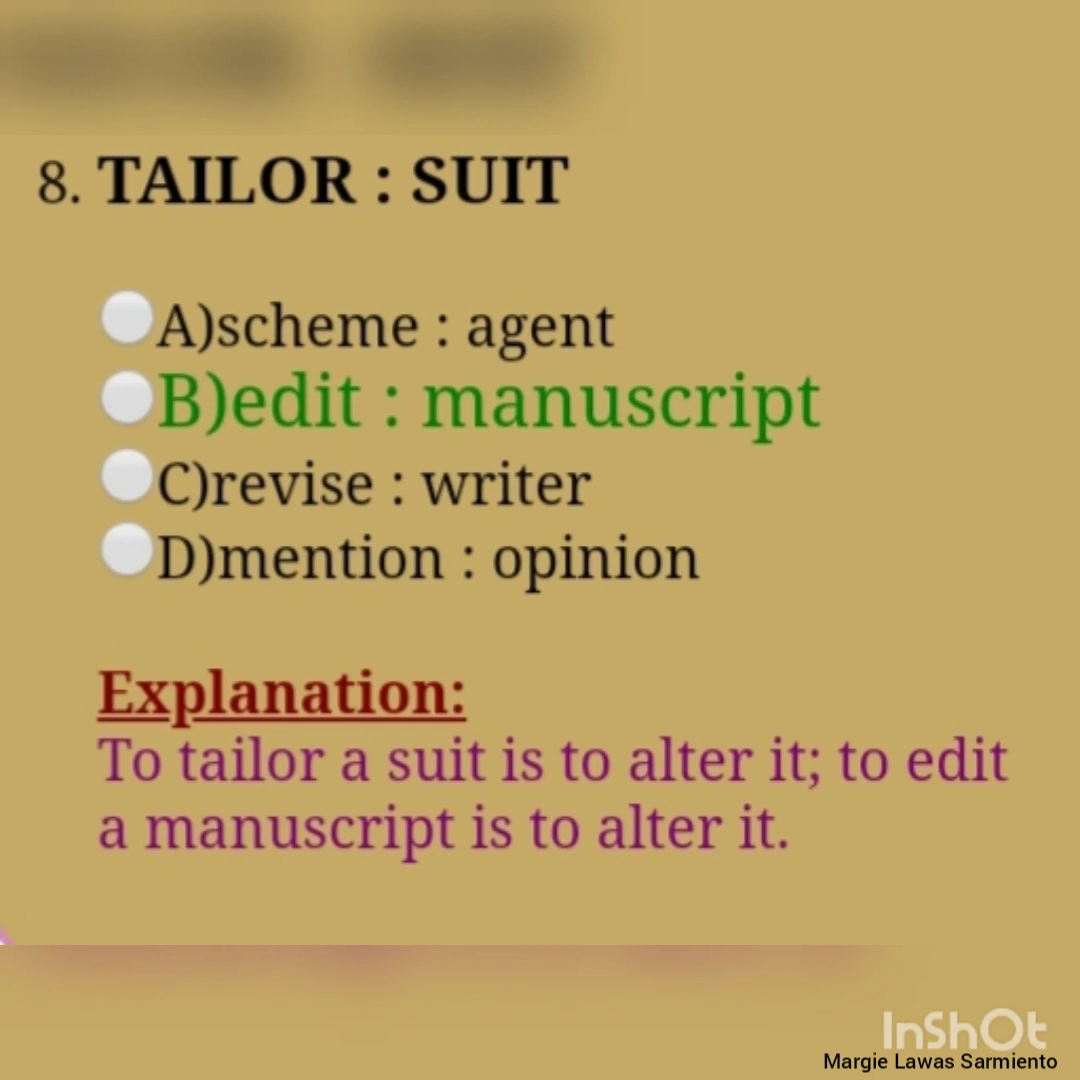 8. TAILOR : SUIT
A)scheme : agent
B)edit : manuscript
C)revise : writer
D)mention : opinion
Explanation:
To tailor a suit is to alter it; to edit
a manuscript is to alter it.
InShOt
Margie Lawas Sarmiento